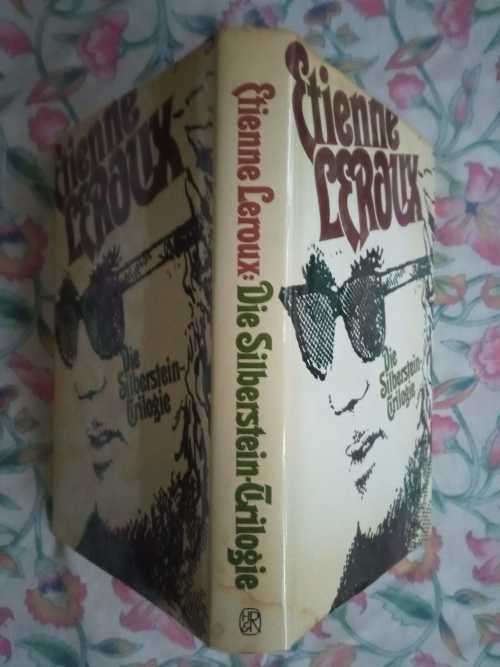 Etienne
LEROUX
Die
Silberstein-
Trilogie
Etienne Leroux: Die Silberstein-Trilogie
Etienne
LEROUX
Die
Silberstein-
Trilogie